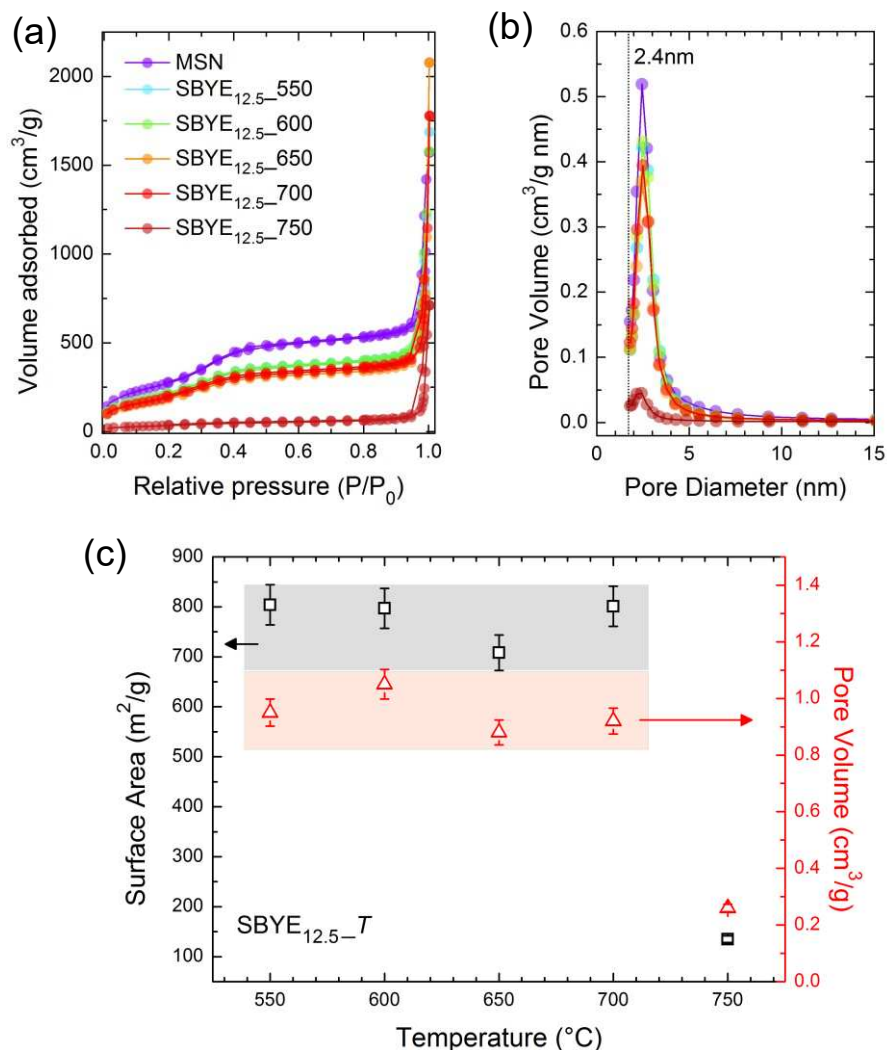 (a)
2000
1500
1000
500
0
Volume adsorbed (cm³/g)
MSN
SBYE₁₂.₅_550
SBYE₁₂.₅_600
SBYE₁₂.₅_650
SBYE₁₂.₅_700
SBYE₁₂.₅_750
0.0 0.2 0.4 0.6 0.8 1.0
Relative pressure (P/P₀)
(b)
2.4nm
0.6
0.5
0.4
0.3
0.2
0.1
0.0
Pore Volume (cm³/g nm)
0 5 10 15
Pore Diameter (nm)
(c)
900
800
700
600
500
400
300
200
100
Surface Area (m²/g)
SBYE₁₂.₅_T
1.4
1.2
1.0
0.8
0.6
0.4
0.2
0.0
Pore Volume (cm³/g)
550 600 650 700 750
Temperature (°C)